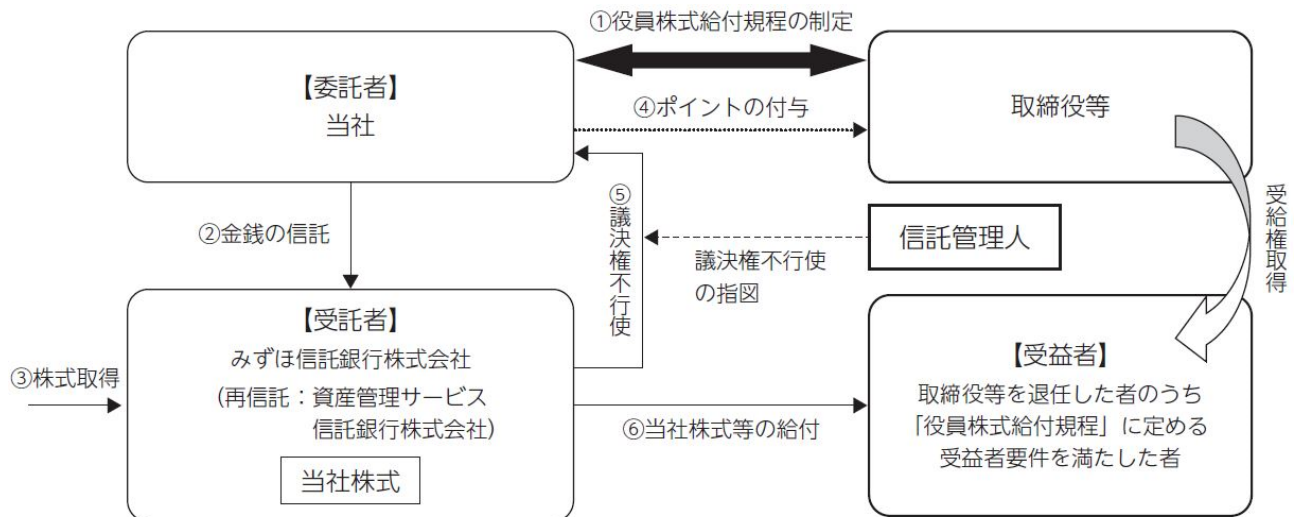 ①役員株式給付規程の制定
【委託者】
当社
④ポイントの付与
取締役等
②金銭の信託
⑤議決権不行使
議決権不行使
の指図
信託管理人
受給権取得
③株式取得
【受託者】
みずほ信託銀行株式会社
(再信託:資産管理サービス
信託銀行株式会社)
当社株式
⑥当社株式等の給付
【受益者】
取締役等を退任した者のうち
「役員株式給付規程」に定める
受益者要件を満たした者